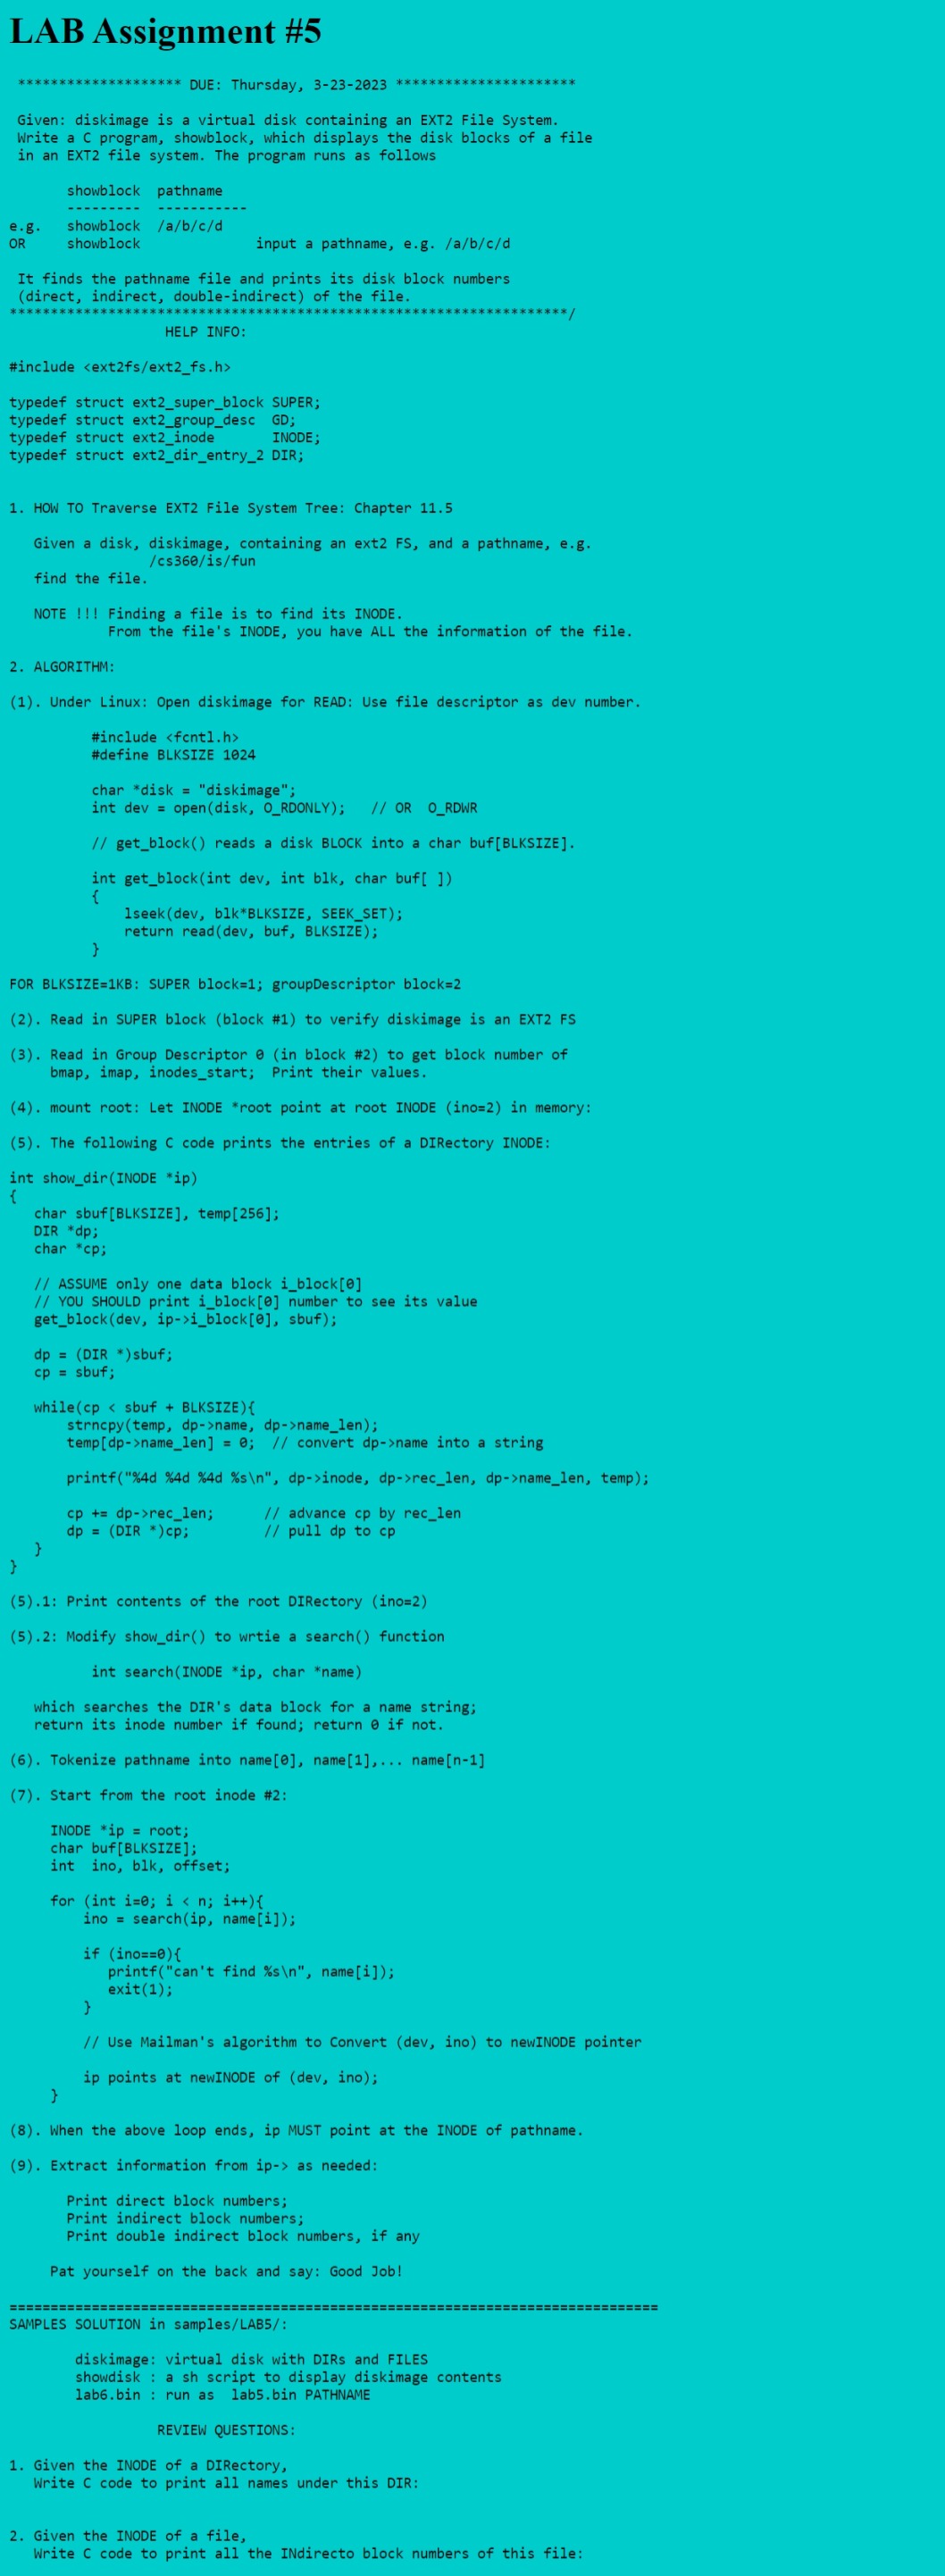 LAB Assignment #5
******************** DUE: Thursday, 3-23-2023 **********************
Given: diskimage is a virtual disk containing an EXT2 File System.
Write a C program, showblock, which displays the disk blocks of a file
in an EXT2 file system. The program runs as follows
       showblock  pathname
       ---------  -----------
e.g.   showblock  /a/b/c/d
OR     showblock              input a pathname, e.g. /a/b/c/d
 It finds the pathname file and prints its disk block numbers
 (direct, indirect, double-indirect) of the file.
********************************************************************/
                   HELP INFO:
#include <ext2fs/ext2_fs.h>
typedef struct ext2_super_block SUPER;
typedef struct ext2_group_desc  GD;
typedef struct ext2_inode       INODE;
typedef struct ext2_dir_entry_2 DIR;
1. HOW TO Traverse EXT2 File System Tree: Chapter 11.5
   Given a disk, diskimage, containing an ext2 FS, and a pathname, e.g.
                 /cs360/is/fun
   find the file.
   NOTE !!! Finding a file is to find its INODE.
            From the file's INODE, you have ALL the information of the file.
2. ALGORITHM:
(1). Under Linux: Open diskimage for READ: Use file descriptor as dev number.
          #include <fcntl.h>
          #define BLKSIZE 1024
          char *disk = "diskimage";
          int dev = open(disk, O_RDONLY);   // OR  O_RDWR
          // get_block() reads a disk BLOCK into a char buf[BLKSIZE].
          int get_block(int dev, int blk, char buf[ ])
          {
              lseek(dev, blk*BLKSIZE, SEEK_SET);
              return read(dev, buf, BLKSIZE);
          }
FOR BLKSIZE=1KB: SUPER block=1; groupDescriptor block=2
(2). Read in SUPER block (block #1) to verify diskimage is an EXT2 FS
(3). Read in Group Descriptor 0 (in block #2) to get block number of
     bmap, imap, inodes_start;  Print their values.
(4). mount root: Let INODE *root point at root INODE (ino=2) in memory:
(5). The following C code prints the entries of a DIRectory INODE:
int show_dir(INODE *ip)
{
   char sbuf[BLKSIZE], temp[256];
   DIR *dp;
   char *cp;
   // ASSUME only one data block i_block[0]
   // YOU SHOULD print i_block[0] number to see its value
   get_block(dev, ip->i_block[0], sbuf);
   dp = (DIR *)sbuf;
   cp = sbuf;
   while(cp < sbuf + BLKSIZE){
       strncpy(temp, dp->name, dp->name_len);
       temp[dp->name_len] = 0;  // convert dp->name into a string
       printf("%4d %4d %4d %s\n", dp->inode, dp->rec_len, dp->name_len, temp);
       cp += dp->rec_len;      // advance cp by rec_len
       dp = (DIR *)cp;         // pull dp to cp
   }
}
(5).1: Print contents of the root DIRectory (ino=2)
(5).2: Modify show_dir() to wrtie a search() function
          int search(INODE *ip, char *name)
   which searches the DIR's data block for a name string;
   return its inode number if found; return 0 if not.
(6). Tokenize pathname into name[0], name[1],... name[n-1]
(7). Start from the root inode #2:
     INODE *ip = root;
     char buf[BLKSIZE];
     int  ino, blk, offset;
     for (int i=0; i < n; i++){
         ino = search(ip, name[i]);
         if (ino==0){
            printf("can't find %s\n", name[i]);
            exit(1);
         }
         // Use Mailman's algorithm to Convert (dev, ino) to newINODE pointer
         ip points at newINODE of (dev, ino);
     }
(8). When the above loop ends, ip MUST point at the INODE of pathname.
(9). Extract information from ip-> as needed:
       Print direct block numbers;
       Print indirect block numbers;
       Print double indirect block numbers, if any
     Pat yourself on the back and say: Good Job!
===============================================================================
SAMPLES SOLUTION in samples/LAB5/:
        diskimage: virtual disk with DIRs and FILES
        showdisk : a sh script to display diskimage contents
        lab6.bin : run as  lab5.bin PATHNAME
                  REVIEW QUESTIONS:
1. Given the INODE of a DIRectory,
   Write C code to print all names under this DIR:
2. Given the INODE of a file,
   Write C code to print all the INdirecto block numbers of this file: